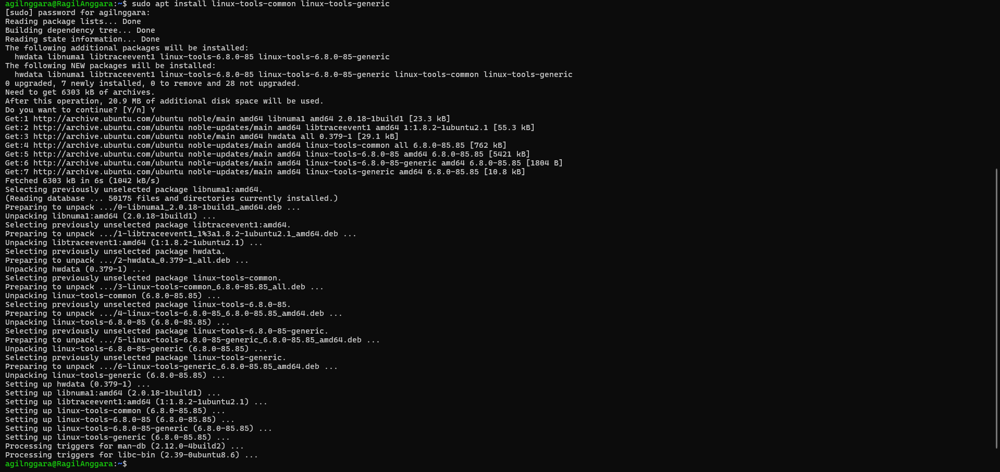 agilnggara@RagilAnggara:~$ sudo apt install linux-tools-common linux-tools-generic
[sudo] password for agilnggara:
Reading package lists... Done
Building dependency tree... Done
Reading state information... Done
The following additional packages will be installed:
  hwdata libnuma1 libtraceevent1 linux-tools-6.8.0-85 linux-tools-6.8.0-85-generic
The following NEW packages will be installed:
  hwdata libnuma1 libtraceevent1 linux-tools-6.8.0-85 linux-tools-6.8.0-85-generic linux-tools-common linux-tools-generic
0 upgraded, 7 newly installed, 0 to remove and 28 not upgraded.
Need to get 6303 kB of archives.
After this operation, 20.9 MB of additional disk space will be used.
Do you want to continue? [Y/n] Y
Get:1 http://archive.ubuntu.com/ubuntu noble/main amd64 libnuma1 amd64 2.0.18-1build1 [23.3 kB]
Get:2 http://archive.ubuntu.com/ubuntu noble-updates/main amd64 libtraceevent1 amd64 1:1.8.2-1ubuntu2.1 [55.3 kB]
Get:3 http://archive.ubuntu.com/ubuntu noble/main amd64 hwdata all 0.379-1 [29.1 kB]
Get:4 http://archive.ubuntu.com/ubuntu noble-updates/main amd64 linux-tools-common all 6.8.0-85.85 [762 kB]
Get:5 http://archive.ubuntu.com/ubuntu noble-updates/main amd64 linux-tools-6.8.0-85 amd64 6.8.0-85.85 [5421 kB]
Get:6 http://archive.ubuntu.com/ubuntu noble-updates/main amd64 linux-tools-6.8.0-85-generic amd64 6.8.0-85.85 [1804 B]
Get:7 http://archive.ubuntu.com/ubuntu noble-updates/main amd64 linux-tools-generic amd64 6.8.0-85.85 [10.8 kB]
Fetched 6303 kB in 6s (1042 kB/s)
Selecting previously unselected package libnuma1:amd64.
(Reading database ... 50175 files and directories currently installed.)
Preparing to unpack .../0-libnuma1_2.0.18-1build1_amd64.deb ...
Unpacking libnuma1:amd64 (2.0.18-1build1) ...
Selecting previously unselected package libtraceevent1:amd64.
Preparing to unpack .../1-libtraceevent1_1%3a1.8.2-1ubuntu2.1_amd64.deb ...
Unpacking libtraceevent1:amd64 (1:1.8.2-1ubuntu2.1) ...
Selecting previously unselected package hwdata.
Preparing to unpack .../2-hwdata_0.379-1_all.deb ...
Unpacking hwdata (0.379-1) ...
Selecting previously unselected package linux-tools-common.
Preparing to unpack .../3-linux-tools-common_6.8.0-85.85_all.deb ...
Unpacking linux-tools-common (6.8.0-85.85) ...
Selecting previously unselected package linux-tools-6.8.0-85.
Preparing to unpack .../4-linux-tools-6.8.0-85_6.8.0-85.85_amd64.deb ...
Unpacking linux-tools-6.8.0-85 (6.8.0-85.85) ...
Selecting previously unselected package linux-tools-6.8.0-85-generic.
Preparing to unpack .../5-linux-tools-6.8.0-85-generic_6.8.0-85.85_amd64.deb ...
Unpacking linux-tools-6.8.0-85-generic (6.8.0-85.85) ...
Selecting previously unselected package linux-tools-generic.
Preparing to unpack .../6-linux-tools-generic_6.8.0-85.85_amd64.deb ...
Unpacking linux-tools-generic (6.8.0-85.85) ...
Setting up hwdata (0.379-1) ...
Setting up libnuma1:amd64 (2.0.18-1build1) ...
Setting up libtraceevent1:amd64 (1:1.8.2-1ubuntu2.1) ...
Setting up linux-tools-common (6.8.0-85.85) ...
Setting up linux-tools-6.8.0-85 (6.8.0-85.85) ...
Setting up linux-tools-6.8.0-85-generic (6.8.0-85.85) ...
Setting up linux-tools-generic (6.8.0-85.85) ...
Processing triggers for man-db (2.12.0-4build2) ...
Processing triggers for libc-bin (2.39-0ubuntu8.6) ...
agilnggara@RagilAnggara:~$